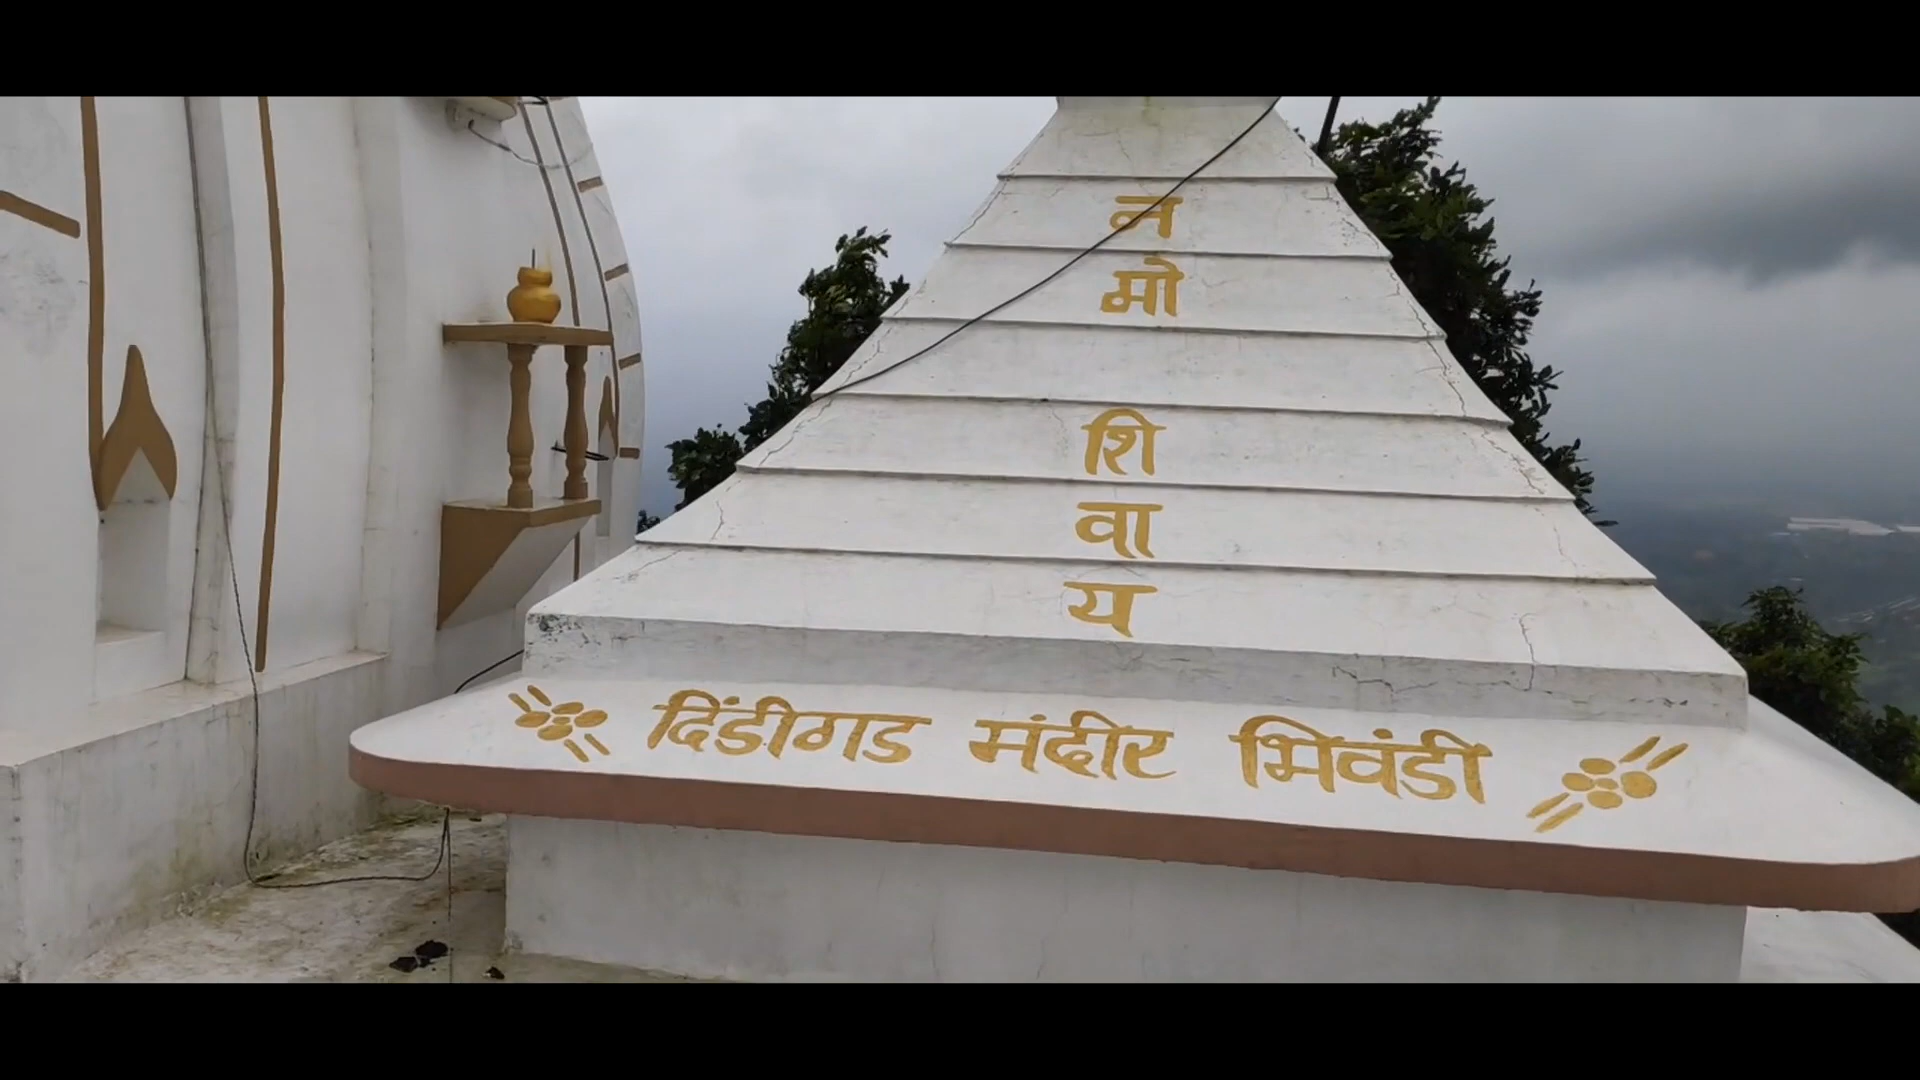 न
मो
शि
वा
य
दिंडीगड मंदीर भिवंडी